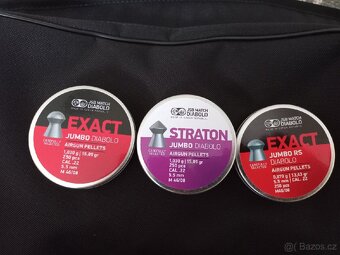 JSB MATCH
DIABOLO
EXACT
JUMBO DIABOLO
AIRGUN PELLETS
1,030 g | 15,89 gr
250 pcs
CAL .22
5.5 mm
JSB MATCH
DIABOLO
STRATON
JUMBO DIABOLO
AIRGUN PELLETS
1,030 g | 15,89 gr
250 pcs
CAL .22
5.5 mm
JSB MATCH
DIABOLO
EXACT
JUMBO RS
DIABOLO
AIRGUN PELLETS
0,870 g | 13,43 gr
5.5 mm CAL .22
250 pcs
Bazoš.cz